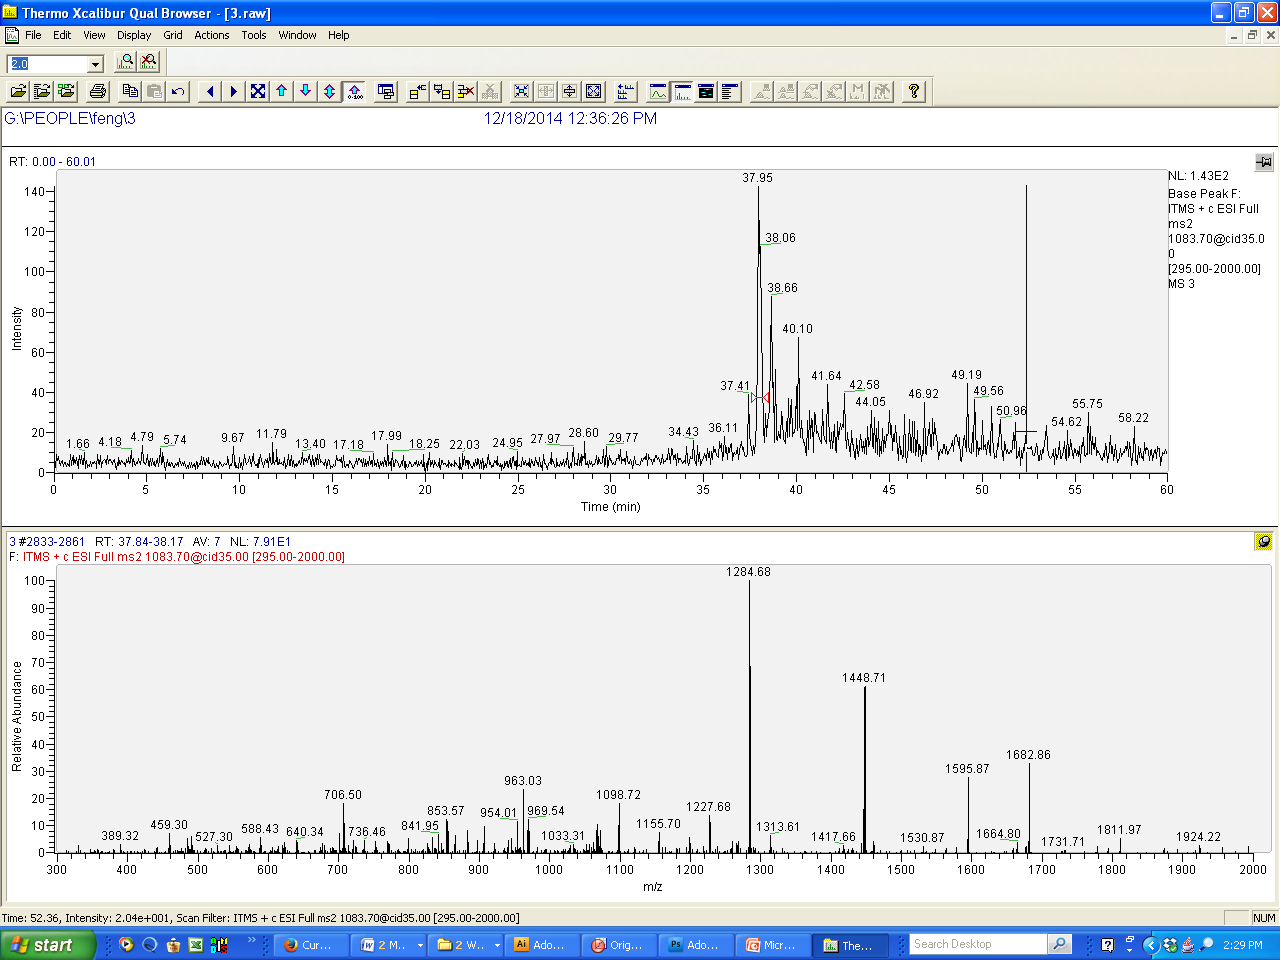 Thermo Xcalibur Qual Browser - [3.raw]
File Edit View Display Grid Actions Tools Window Help
2.0
G:\PEOPLE\feng\3 12/18/2014 12:36:26 PM
RT: 0.00 - 60.01
NL: 1.43E2
Base Peak F:
ITMS + c ESI Full
ms2
1083.70@cid35.0
0
[295.00-2000.00]
MS 3
Intensity
140
120
100
80
60
40
20
0
37.95
38.06
38.66
40.10
37.41 41.64 42.58 44.05 46.92 49.19 49.56 50.96 54.62 55.75 58.22
1.66 4.18 4.79 5.74 9.67 11.79 13.40 17.18 17.99 18.25 22.03 24.95 27.97 28.60 29.77 34.43 36.11
0 5 10 15 20 25 30 35 40 45 50 55 60
Time (min)
3 #2833-2861 RT: 37.84-38.17 AV: 7 NL: 7.91E1
F: ITMS + c ESI Full ms2 1083.70@cid35.00 [295.00-2000.00]
Relative Abundance
100
90
80
70
60
50
40
30
20
10
0
1284.68
1448.71
1682.86
1595.87
963.03
706.50 1098.72
853.57 954.01 969.54 1227.68
389.32 459.30 527.30 588.43 640.34 736.46 841.95 1033.31 1155.70 1313.61 1417.66 1530.87 1664.80 1731.71 1811.97 1924.22
300 400 500 600 700 800 900 1000 1100 1200 1300 1400 1500 1600 1700 1800 1900 2000
m/z
Time: 52.36, Intensity: 2.04e+001, Scan Filter: ITMS + c ESI Full ms2 1083.70@cid35.00 [295.00-2000.00] NUM
start Cur... 2 M... 2 W... Ado... Orig... Ado... Micr... The... Search Desktop 2:29 PM